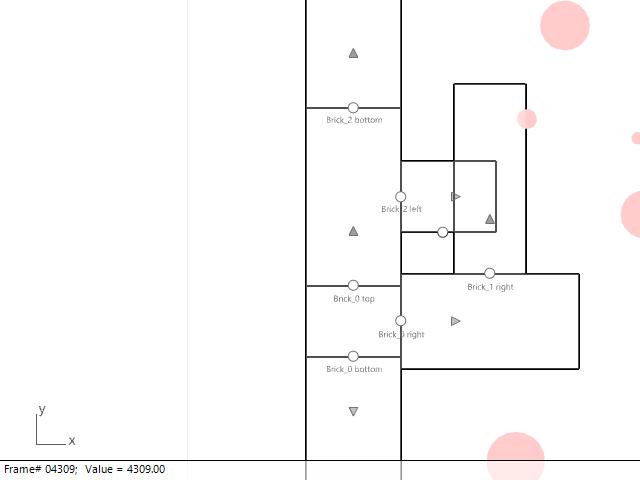 Brick_2 bottom
Brick_2 left
Brick_1 right
Brick_0 top
Brick_0 right
Brick_0 bottom
y
x
Frame# 04309; Value = 4309.00